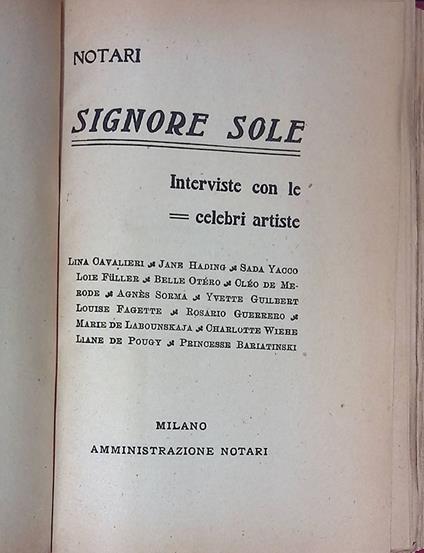 NOTARI
SIGNORE SOLE
Interviste con le
= celebri artiste
LINA CAVALIERI ☙ JANE HADING ☙ SADA YACCO
LOIE FÜLLER ☙ BELLE OTÉRO ☙ CLÉO DE ME-
RODE ☙ AGNÈS SORMA ☙ YVETTE GUILBERT
LOUISE FAGETTE ☙ ROSARIO GUERRERO ☙
MARIE DE LABOUNSKAJA ☙ CHARLOTTE WIEHE
LIANE DE POUGY ☙ PRINCESSE BARIATINSKI
MILANO
AMMINISTRAZIONE NOTARI